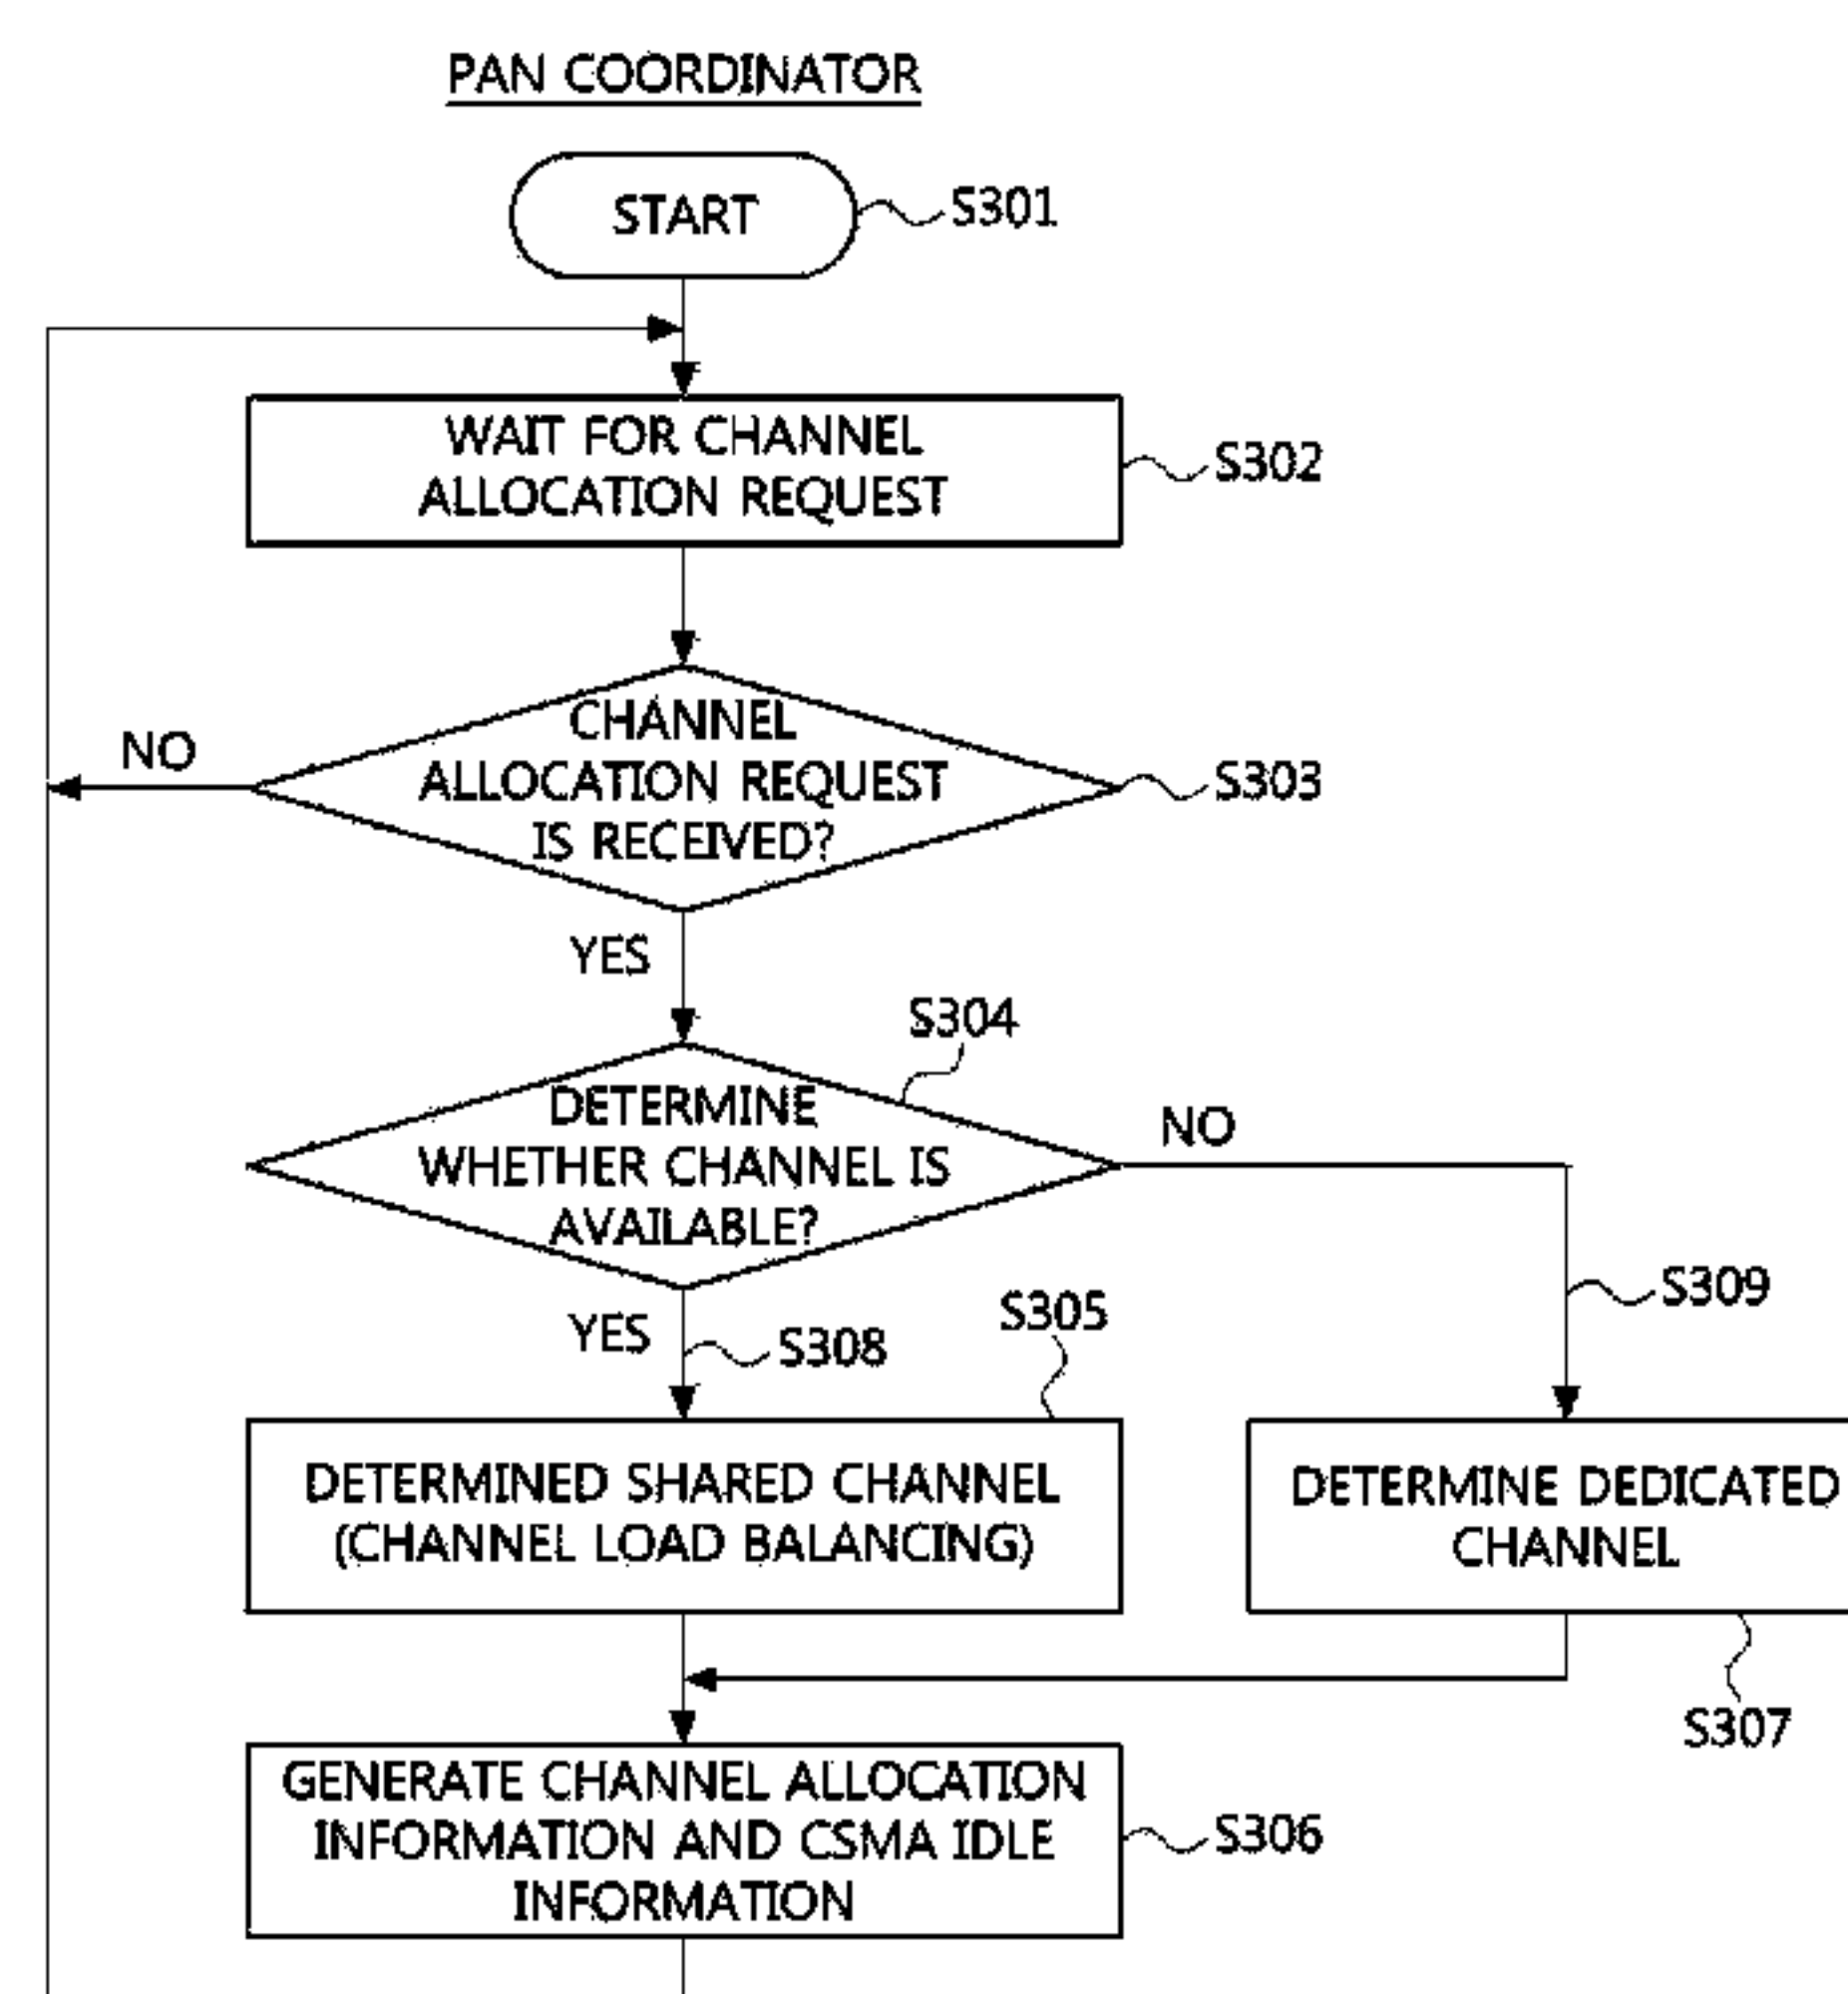 PAN COORDINATOR
START
S301
WAIT FOR CHANNEL
ALLOCATION REQUEST
S302
CHANNEL
ALLOCATION REQUEST
IS RECEIVED?
NO
S303
YES
S304
DETERMINE
WHETHER CHANNEL IS
AVAILABLE?
NO
YES
S308
S305
S309
DETERMINED SHARED CHANNEL
(CHANNEL LOAD BALANCING)
DETERMINE DEDICATED
CHANNEL
S307
GENERATE CHANNEL ALLOCATION
INFORMATION AND CSMA IDLE
INFORMATION
S306